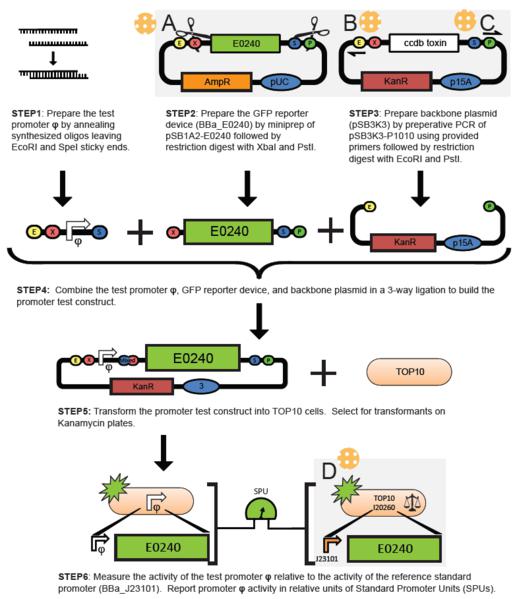 A
B
C
E X E0240 S P
E X ccdb toxin S P
AmpR pUC
KanR p15A
STEP1: Prepare the test
promoter φ by annealing
synthesized oligos leaving
EcoRI and SpeI sticky ends.
STEP2: Prepare the GFP reporter
device (BBa_E0240) by miniprep of
pSB1A2-E0240 followed by
restriction digest with XbaI and PstI.
STEP3: Prepare backbone plasmid
(pSB3K3) by preperative PCR of
pSB3K3-P1010 using provided
primers followed by restriction
digest with EcoRI and PstI.
E X φ S + X E0240 S P + E P
KanR p15A
STEP4: Combine the test promoter φ, GFP reporter device, and backbone plasmid in a 3-way ligation to build the
promoter test construct.
E X φ E0240 S P
KanR 3
+ TOP10
STEP5: Transform the promoter test construct into TOP10 cells. Select for transformants on
Kanamycin plates.
D
φ
SPU
TOP10
I20260
φ E0240
J23101 E0240
STEP6: Measure the activity of the test promoter φ relative to the activity of the reference standard
promoter (BBa_J23101). Report promoter φ activity in relative units of Standard Promoter Units (SPUs).